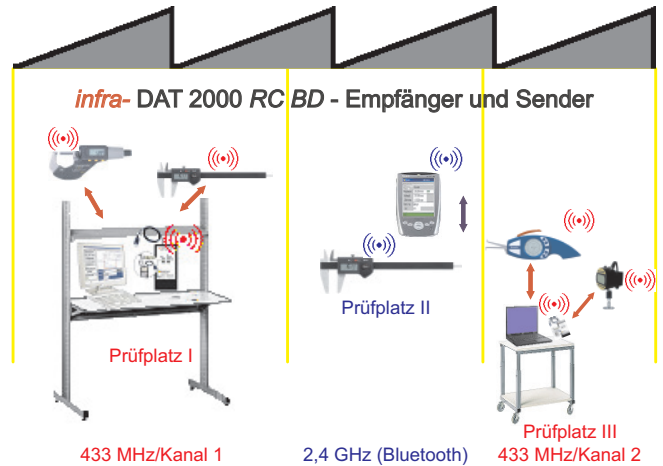 infra- DAT 2000 RC BD - Empfänger und Sender
Prüfplatz I
433 MHz/Kanal 1
Prüfplatz II
2,4 GHz (Bluetooth)
Prüfplatz III
433 MHz/Kanal 2